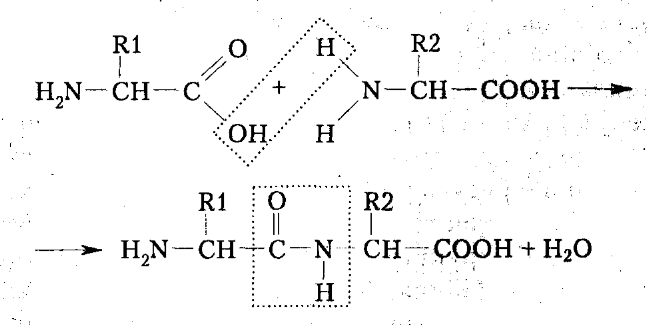 R1 O H R2
H₂N—CH—C + N—CH—COOH
OH H
R1 O R2
H₂N—CH—C—N—CH—COOH + H₂O
H